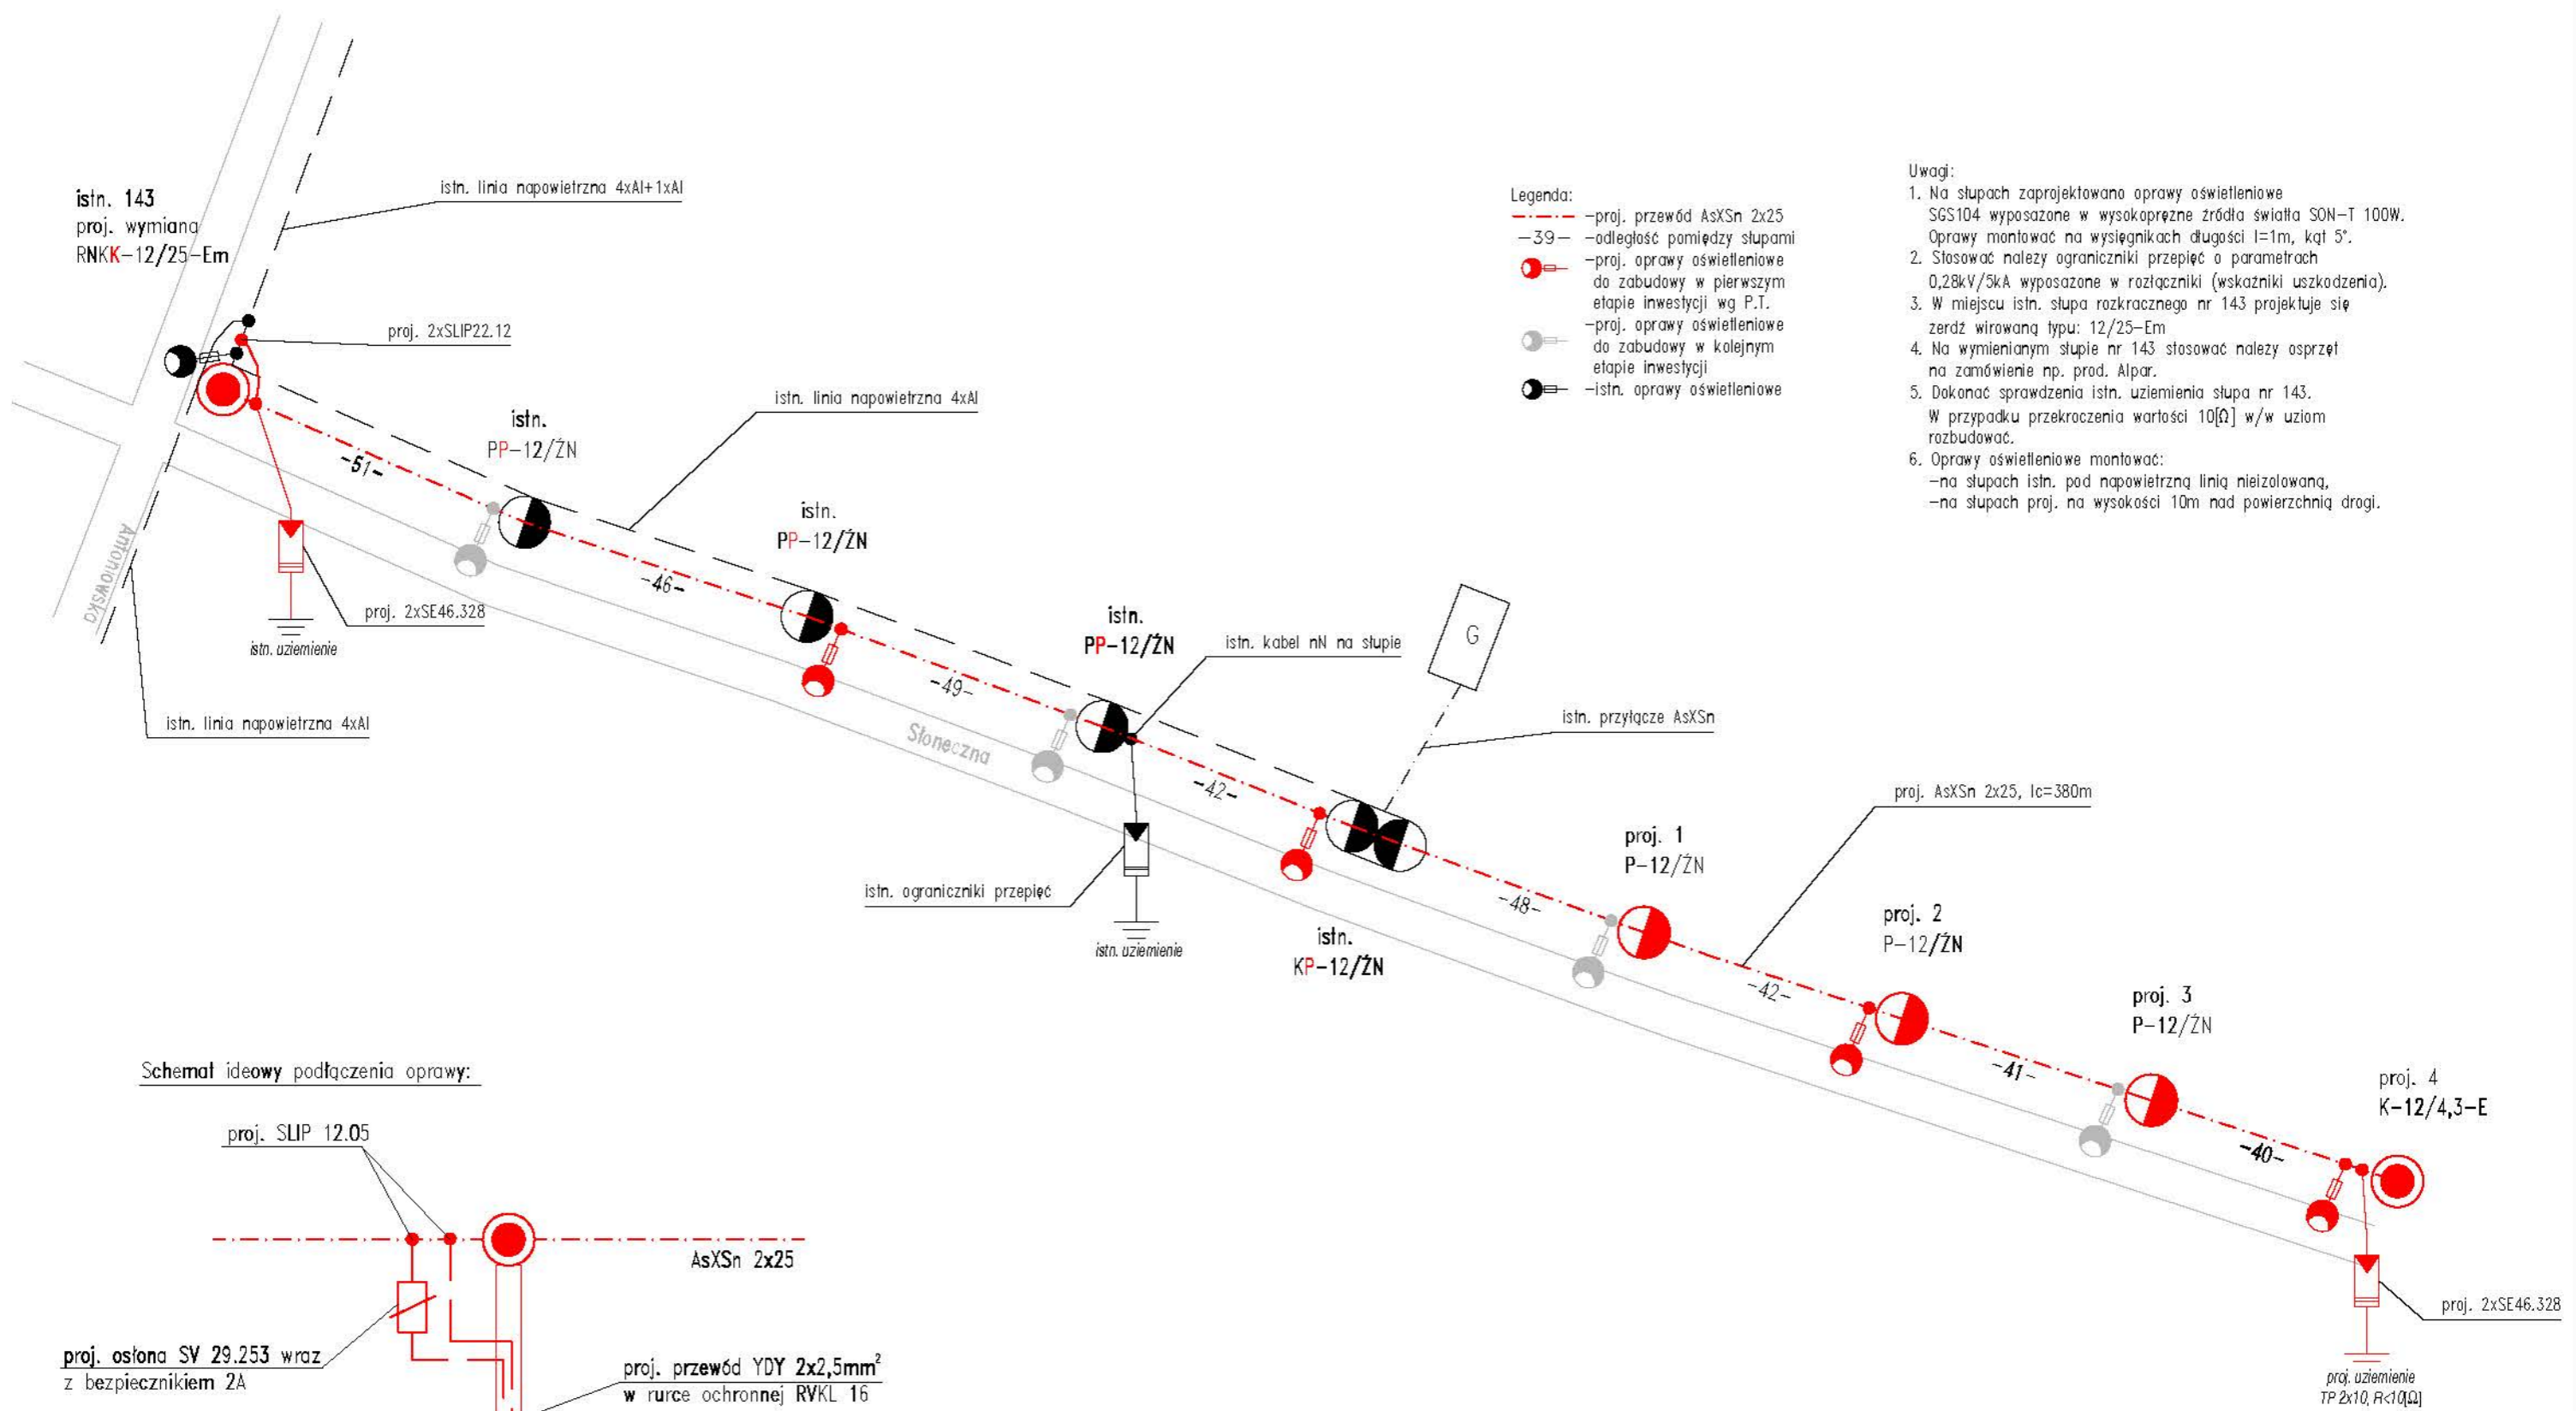 istn. 143
proj. wymiana
RNKK-12/25-Em
istn. linia napowietrzna 4xAl+1xAl
proj. 2xSLIP22.12
istn. linia napowietrzna 4xAl
istn.
PP-12/ŻN
-51-
istn.
PP-12/ŻN
-46-
Antoniowska
proj. 2xSE46.328
istn. uziemienie
istn. linia napowietrzna 4xAl
-49-
Słoneczna
istn.
PP-12/ŻN
istn. kabel nN na słupie
G
istn. przyłącze AsXSn
-42-
istn. ograniczniki przepięć
istn. uziemienie
istn.
KP-12/ŻN
-48-
proj. 1
P-12/ŻN
proj. AsXSn 2x25, lc=380m
-42-
proj. 2
P-12/ŻN
-41-
proj. 3
P-12/ŻN
-40-
proj. 4
K-12/4,3-E
proj. 2xSE46.328
proj. uziemienie
TP 2x10, R<10[Ω]
Legenda:
-proj. przewód AsXSn 2x25
-39- -odległość pomiędzy słupami
-proj. oprawy oświetleniowe
do zabudowy w pierwszym
etapie inwestycji wg P.T.
-proj. oprawy oświetleniowe
do zabudowy w kolejnym
etapie inwestycji
-istn. oprawy oświetleniowe
Uwagi:
1. Na słupach zaprojektowano oprawy oświetleniowe
SGS104 wyposażone w wysokoprężne źródła światła SON-T 100W.
Oprawy montować na wysięgnikach długości l=1m, kąt 5°.
2. Stosować należy ograniczniki przepięć o parametrach
0,28kV/5kA wyposażone w rozłączniki (wskaźniki uszkodzenia).
3. W miejscu istn. słupa rozkracznego nr 143 projektuje się
żerdź wirowaną typu: 12/25-Em
4. Na wymienianym słupie nr 143 stosować należy osprzęt
na zamówienie np. prod. Alpar.
5. Dokonać sprawdzenia istn. uziemienia słupa nr 143.
W przypadku przekroczenia wartości 10[Ω] w/w uziom
rozbudować.
6. Oprawy oświetleniowe montować:
-na słupach istn. pod napowietrzną linią nieizolowaną,
-na słupach proj. na wysokości 10m nad powierzchnią drogi.
Schemat ideowy podłączenia oprawy:
proj. SLIP 12.05
AsXSn 2x25
proj. osłona SV 29.253 wraz
z bezpiecznikiem 2A
proj. przewód YDY 2x2,5mm²
w rurce ochronnej RVKL 16